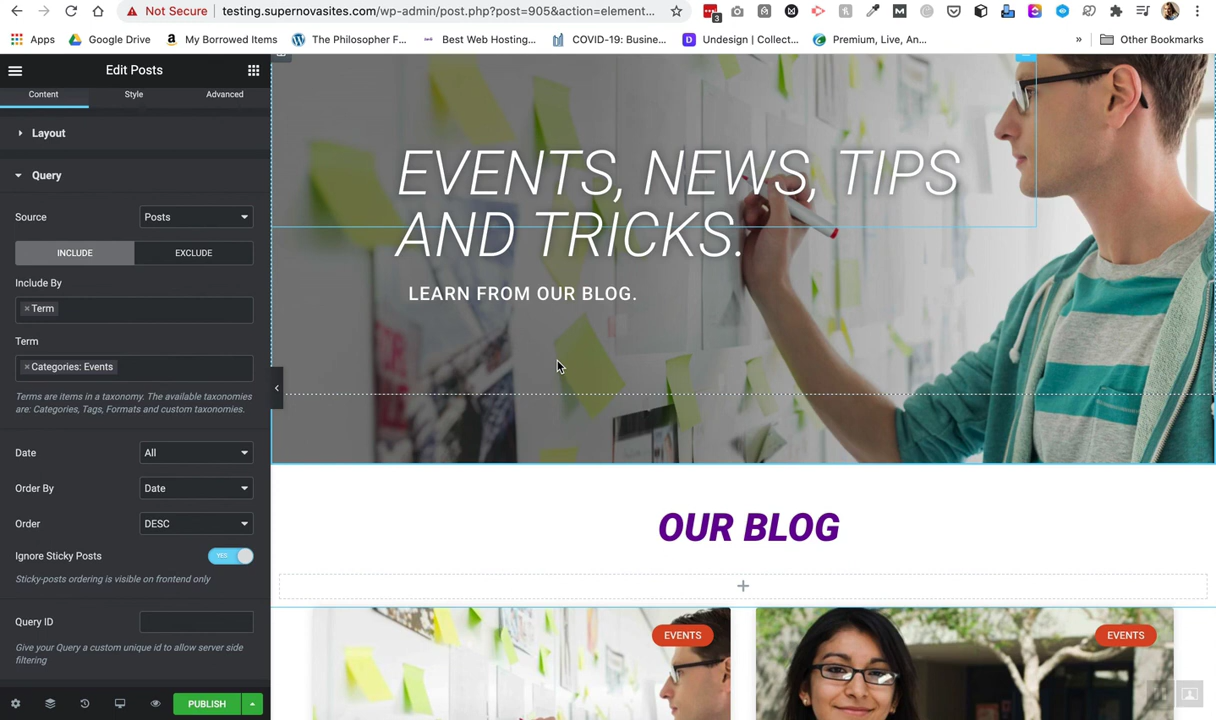 Not Secure
testing.supernovasites.com/wp-admin/post.php?post=905&action=element...
3
Apps
Google Drive
a My Borrowed Items
The Philosopher F...
Best Web Hosting...
COVID-19: Busine...
Undesign | Collect...
Premium, Live, An...
»
Other Bookmarks
Edit Posts
Content
Style
Advanced
Layout
Query
Source
Posts
INCLUDE
EXCLUDE
Include By
×Term
Term
×Categories: Events
Terms are items in a taxonomy. The available taxonomies
are: Categories, Tags, Formats and custom taxonomies.
Date
All
Order By
Date
Order
DESC
Ignore Sticky Posts
YES
Sticky-posts ordering is visible on frontend only
Query ID
Give your Query a custom unique id to allow server side
filtering
PUBLISH
EVENTS, NEWS, TIPS
AND TRICKS.
LEARN FROM OUR BLOG.
OUR BLOG
+
EVENTS
EVENTS